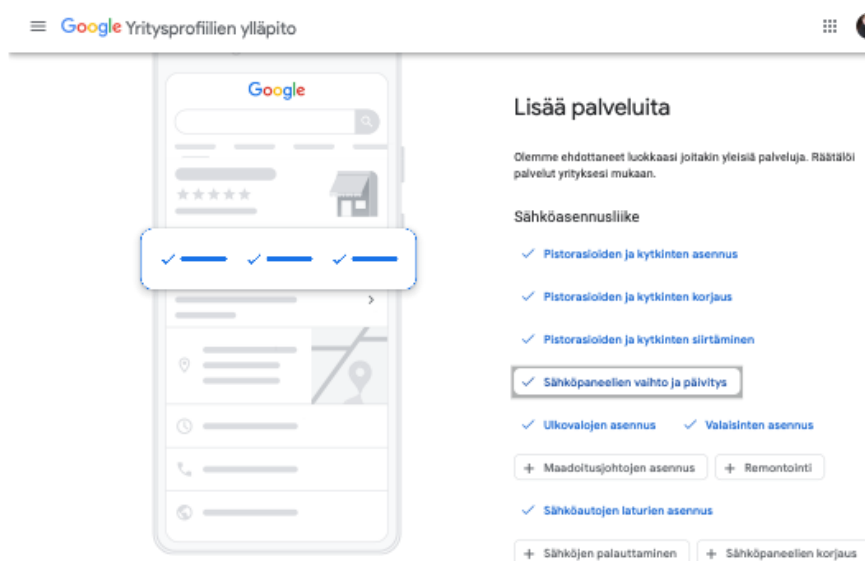 Google Yritysprofiilien ylläpito
Google
Lisää palveluita
Olemme ehdottaneet luokkaasi joitakin yleisiä palveluja. Räätälöi
palvelut yrityksesi mukaan.
Sähköasennusliike
Pistorasioiden ja kytkinten asennus
Pistorasioiden ja kytkinten korjaus
Pistorasioiden ja kytkinten siirtäminen
Sähköpaneelien vaihto ja päivitys
Ulkovalojen asennus Valaisinten asennus
+ Maadoitusjohtojen asennus + Remontointi
Sähköautojen laturien asennus
+ Sähköjen palauttaminen + Sähköpaneelien korjaus